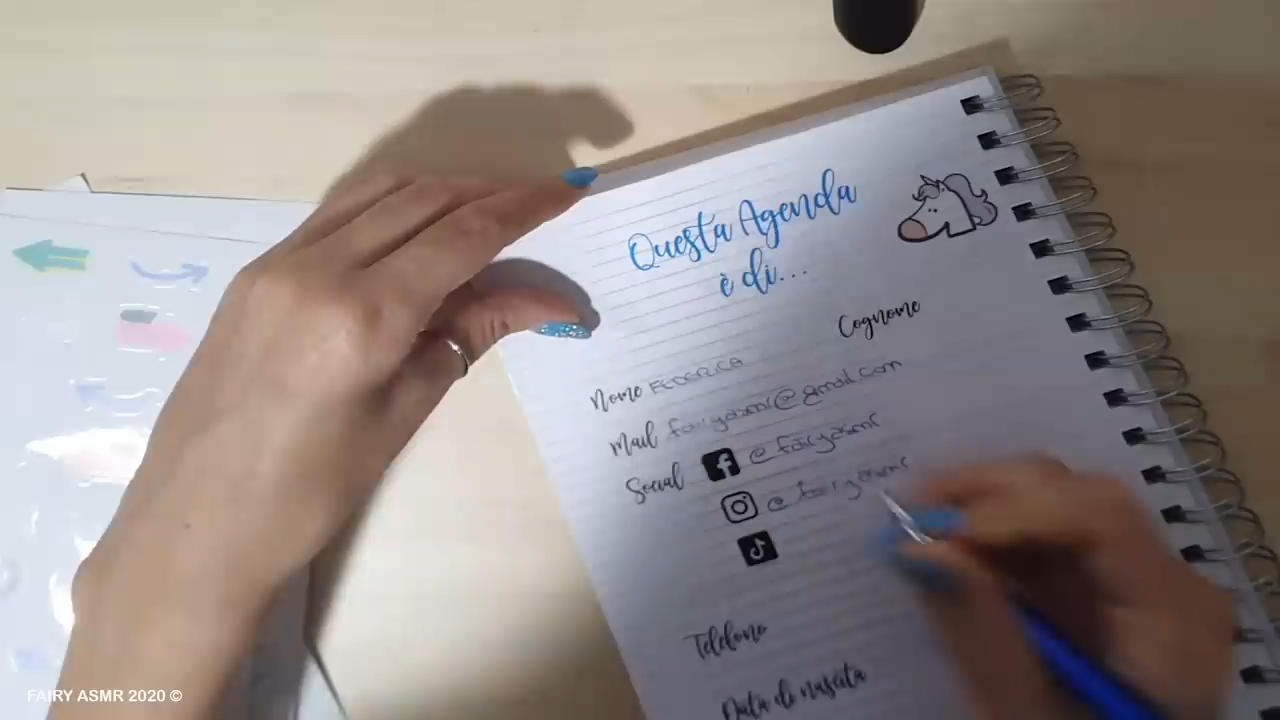 Questa Agenda
è di...
Cognome
Nome FEDERICA
Mail fairyasmr@gmail.com
Social @fairyasmr
@fairyasmr
Telefono
Data di nascita
FAIRY ASMR 2020 ©